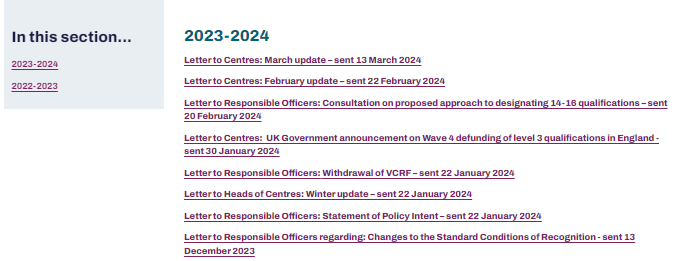 In this section...
2023-2024
2022-2023
2023-2024
Letter to Centres: March update – sent 13 March 2024
Letter to Centres: February update – sent 22 February 2024
Letter to Responsible Officers: Consultation on proposed approach to designating 14-16 qualifications – sent
20 February 2024
Letter to Centres:  UK Government announcement on Wave 4 defunding of level 3 qualifications in England -
sent 30 January 2024
Letter to Responsible Officers: Withdrawal of VCRF – sent 22 January 2024
Letter to Heads of Centres: Winter update – sent 22 January 2024
Letter to Responsible Officers: Statement of Policy Intent – sent 22 January 2024
Letter to Responsible Officers regarding: Changes to the Standard Conditions of Recognition - sent 13
December 2023